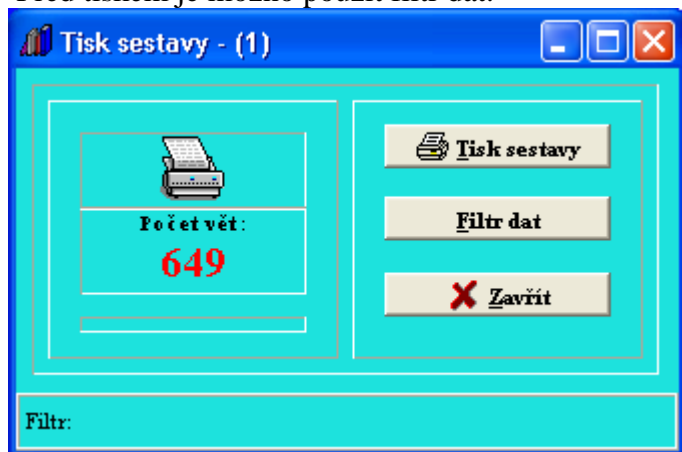 Před tiskem je možno použít filtr dat.
Tisk sestavy - (1)
Počet vět:
649
Tisk sestavy
Filtr dat
Zavřít
Filtr: